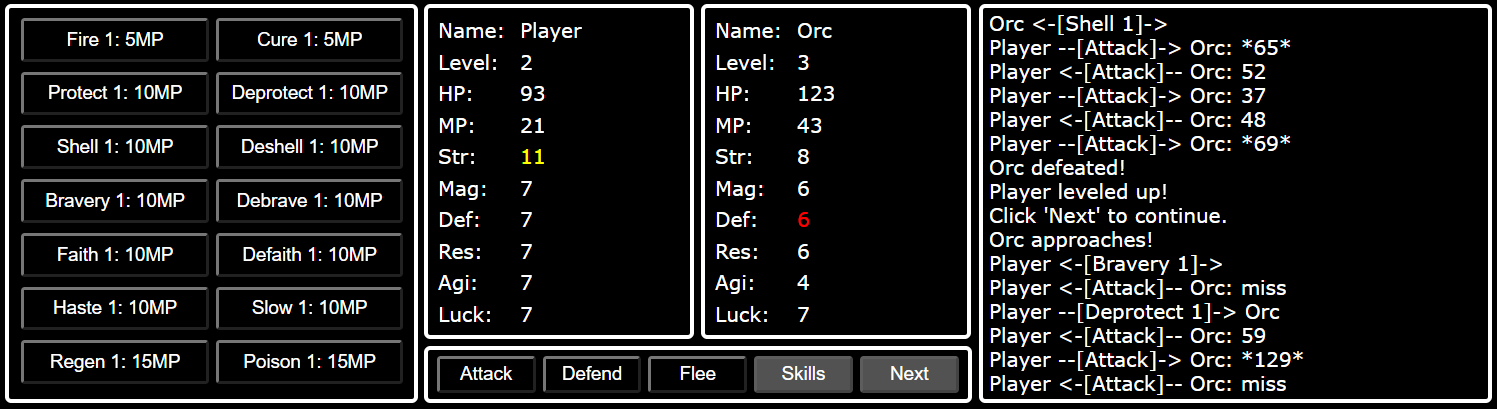 Fire 1: 5MP
Cure 1: 5MP
Protect 1: 10MP
Deprotect 1: 10MP
Shell 1: 10MP
Deshell 1: 10MP
Bravery 1: 10MP
Debrave 1: 10MP
Faith 1: 10MP
Defaith 1: 10MP
Haste 1: 10MP
Slow 1: 10MP
Regen 1: 15MP
Poison 1: 15MP
Name: Player
Level: 2
HP: 93
MP: 21
Str: 11
Mag: 7
Def: 7
Res: 7
Agi: 7
Luck: 7
Name: Orc
Level: 3
HP: 123
MP: 43
Str: 8
Mag: 6
Def: 6
Res: 6
Agi: 4
Luck: 7
Attack
Defend
Flee
Skills
Next
Orc <-[Shell 1]->
Player --[Attack]-> Orc: *65*
Player <-[Attack]-- Orc: 52
Player --[Attack]-> Orc: 37
Player <-[Attack]-- Orc: 48
Player --[Attack]-> Orc: *69*
Orc defeated!
Player leveled up!
Click 'Next' to continue.
Orc approaches!
Player <-[Bravery 1]->
Player <-[Attack]-- Orc: miss
Player --[Deprotect 1]-> Orc
Player <-[Attack]-- Orc: 59
Player --[Attack]-> Orc: *129*
Player <-[Attack]-- Orc: miss